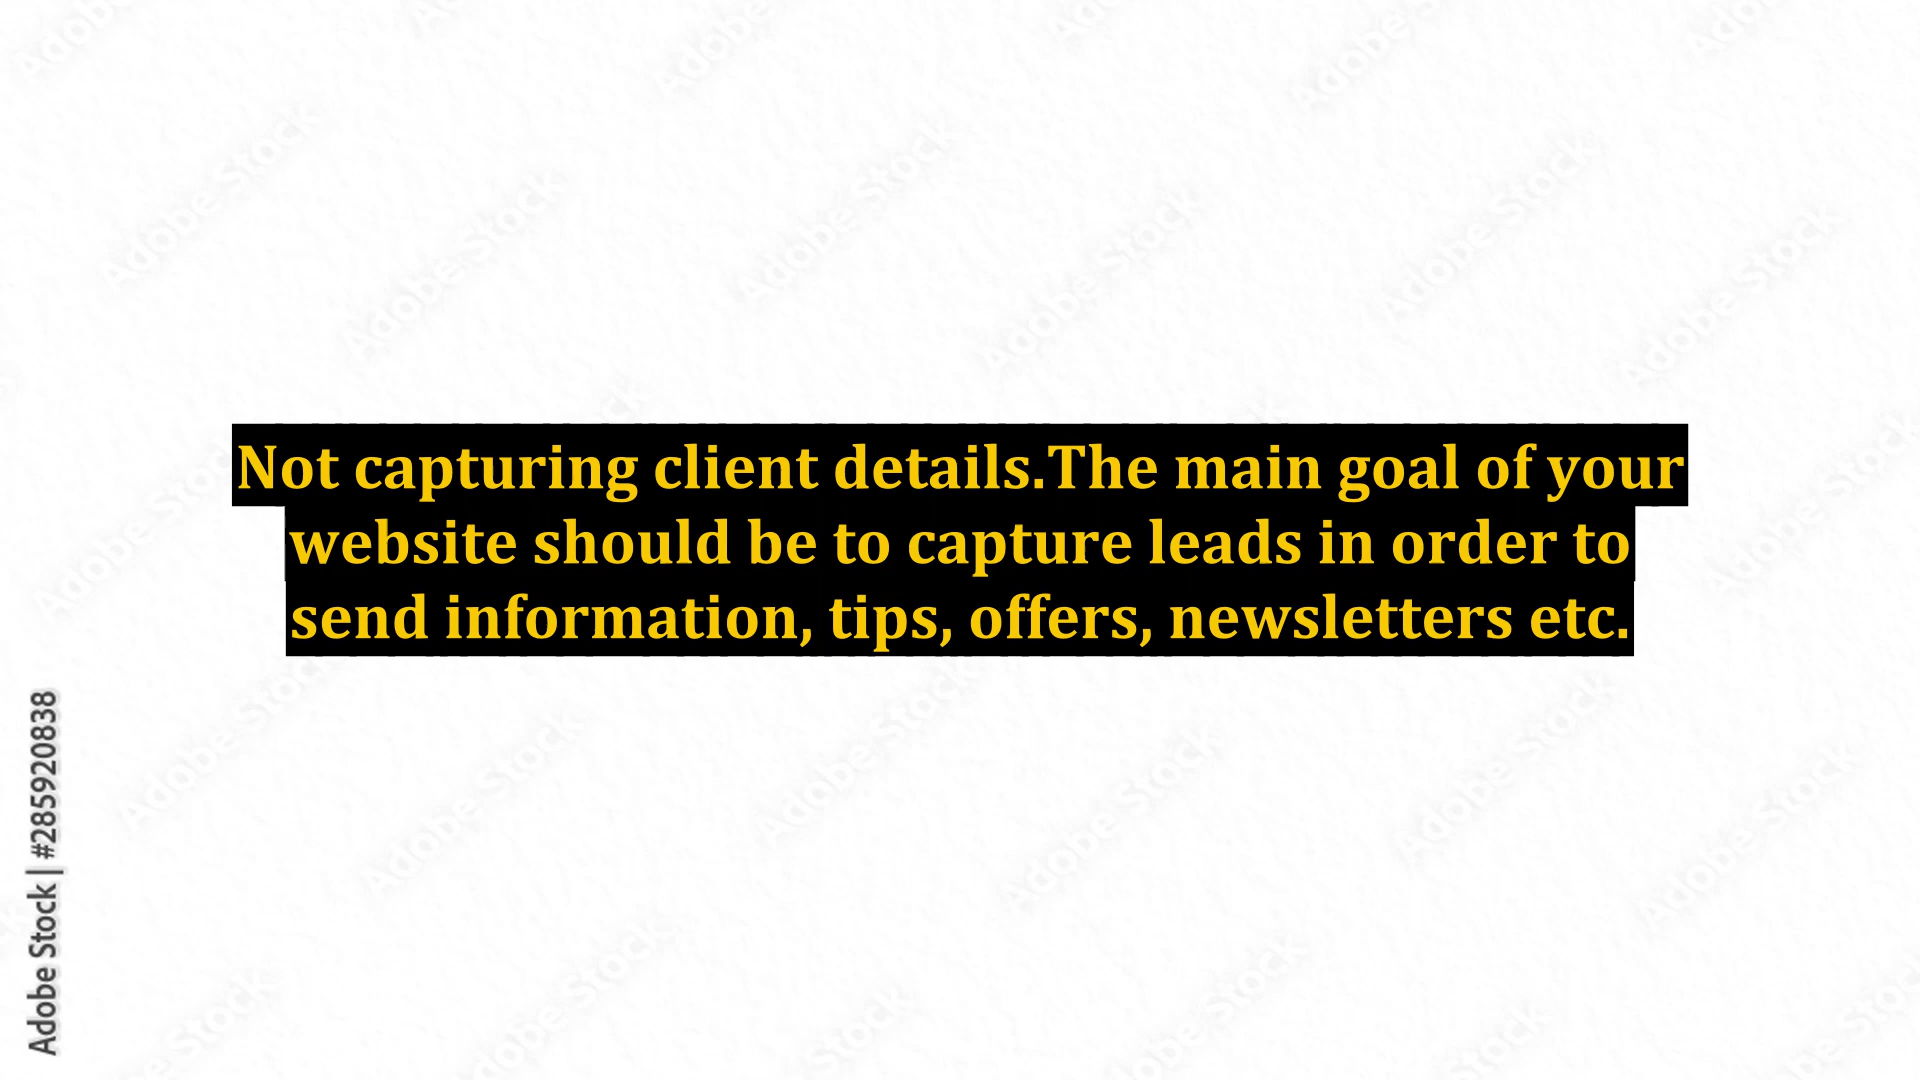 Not capturing client details.The main goal of your
website should be to capture leads in order to
send information, tips, offers, newsletters etc.
Adobe Stock | #285920838